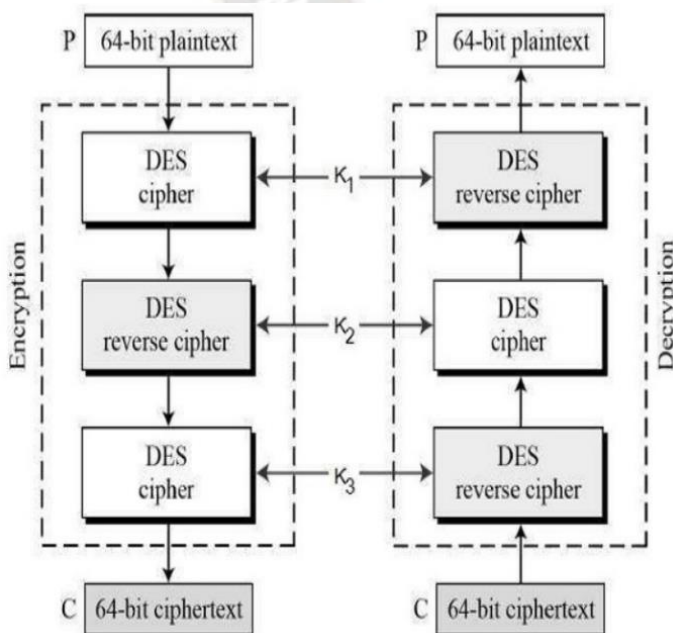 P 64-bit plaintext
Encryption
DES
cipher
DES
reverse cipher
DES
cipher
C 64-bit ciphertext
K1
K2
K3
P 64-bit plaintext
DES
reverse cipher
DES
cipher
DES
reverse cipher
Decryption
C 64-bit ciphertext